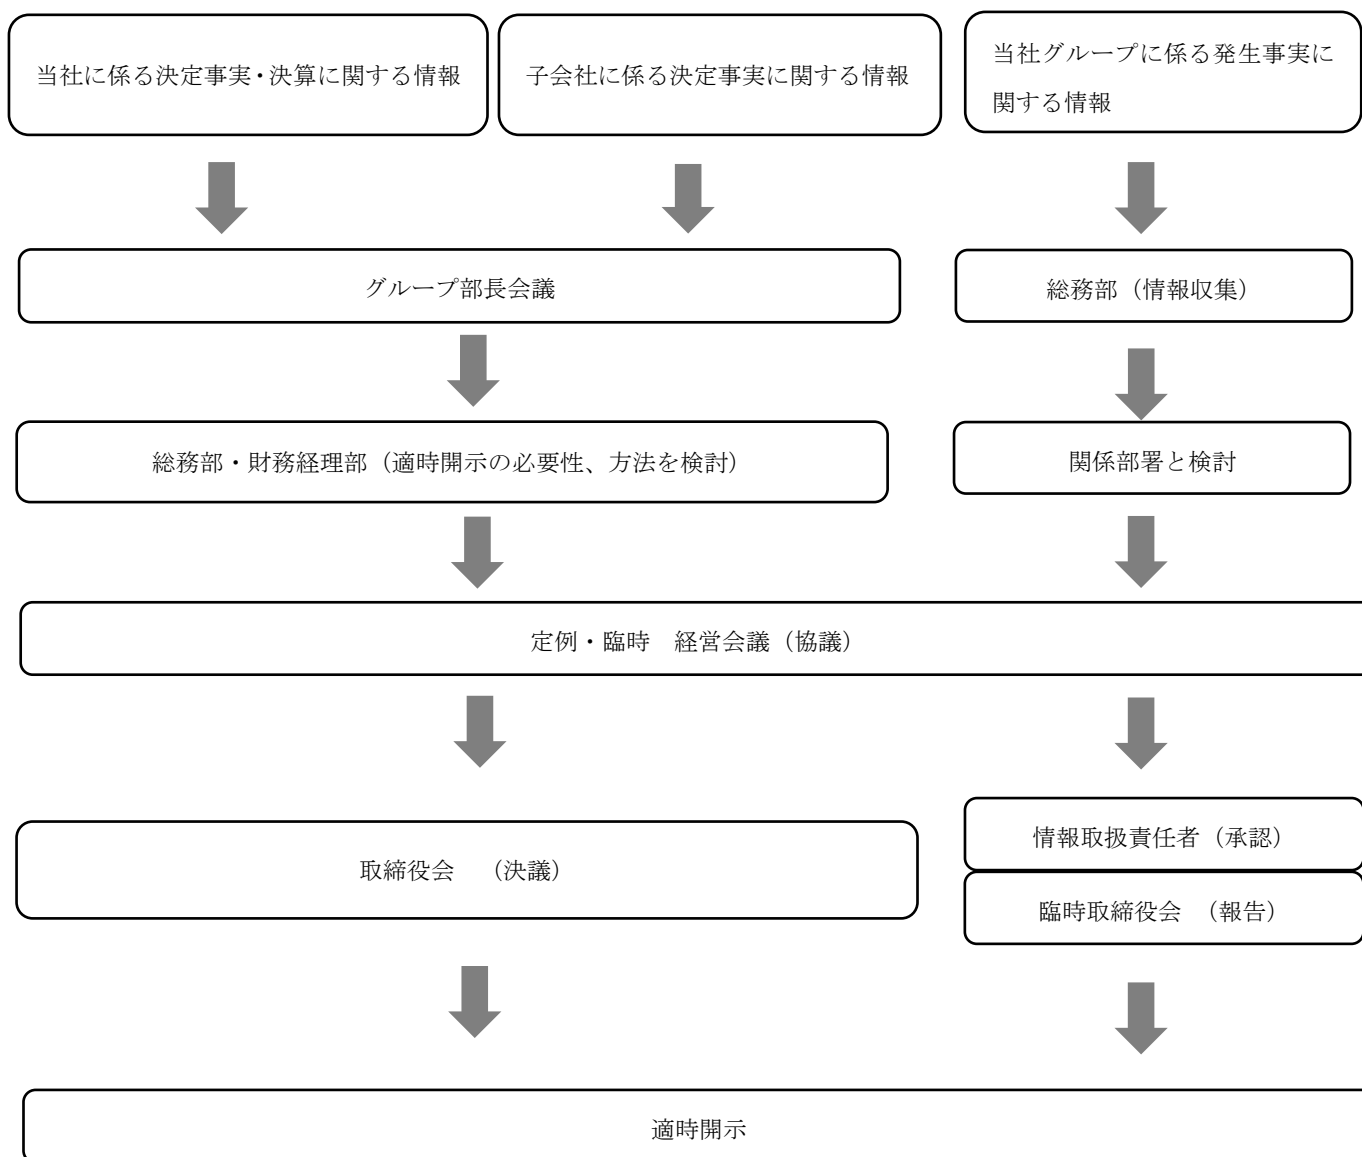 当社に係る決定事実・決算に関する情報
子会社に係る決定事実に関する情報
当社グループに係る発生事実に
関する情報
グループ部長会議
総務部（情報収集）
総務部・財務経理部（適時開示の必要性、方法を検討）
関係部署と検討
定例・臨時　経営会議（協議）
取締役会　（決議）
情報取扱責任者（承認）
臨時取締役会　（報告）
適時開示